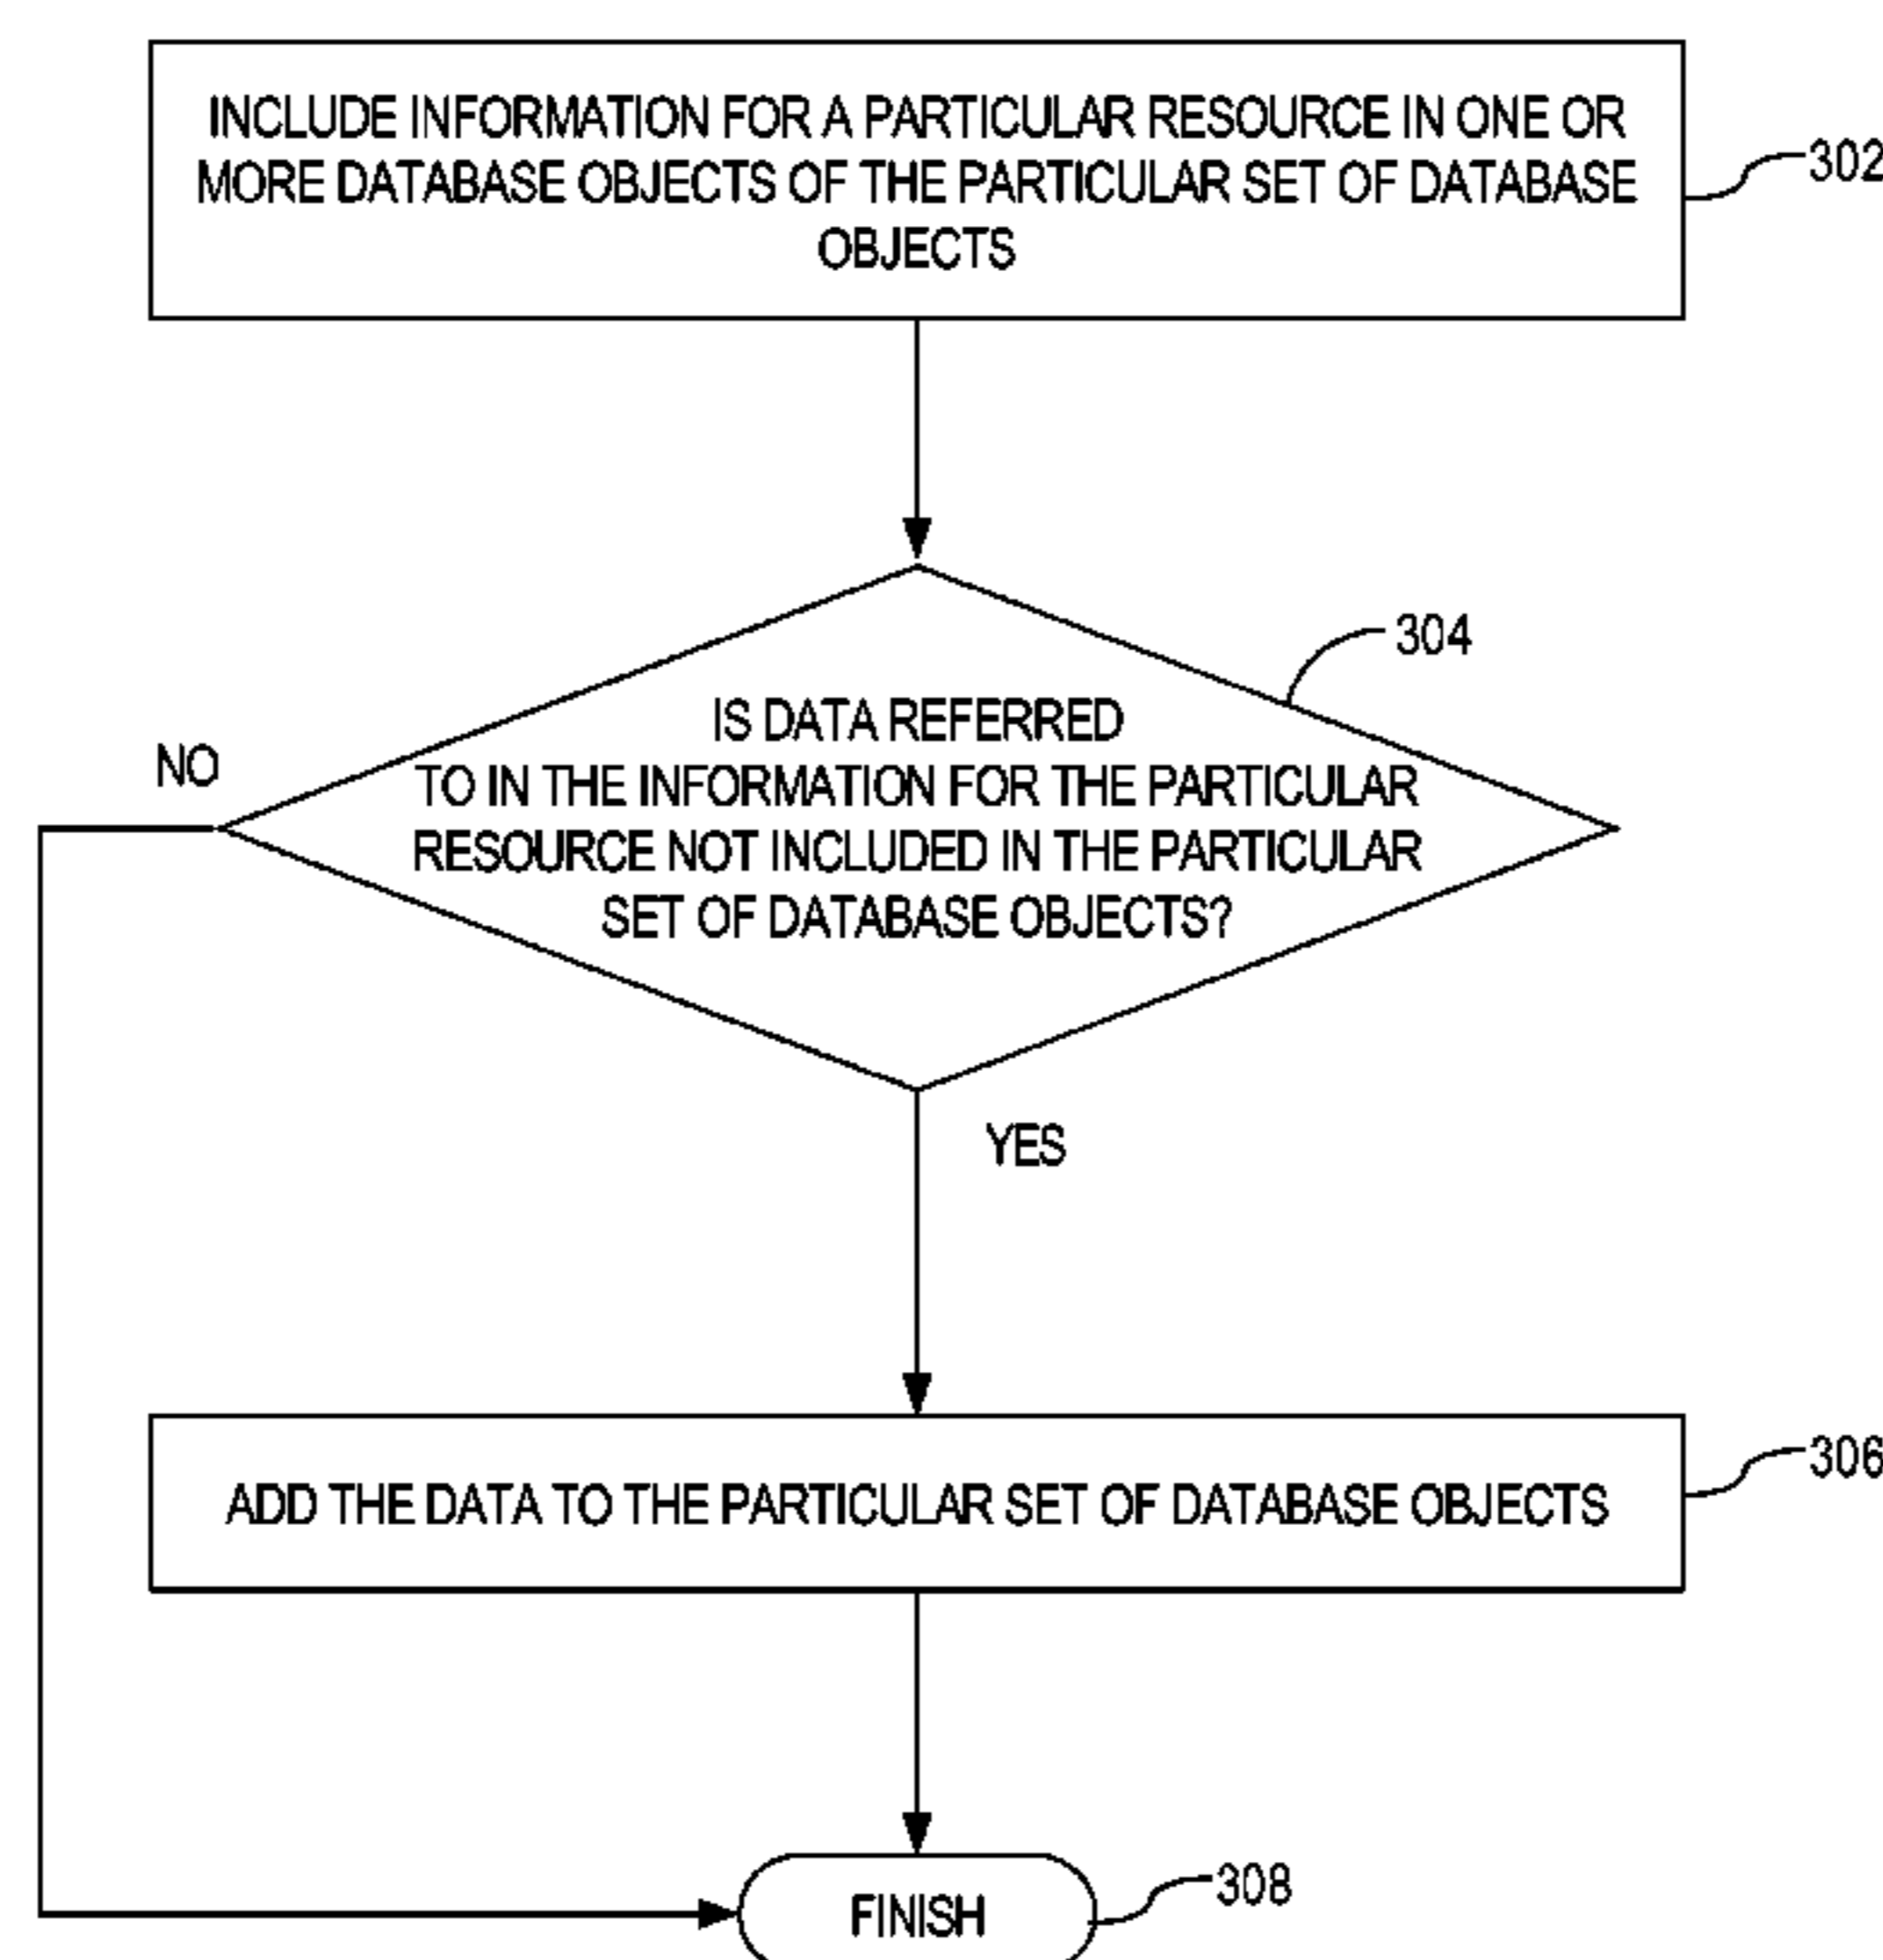 INCLUDE INFORMATION FOR A PARTICULAR RESOURCE IN ONE OR
MORE DATABASE OBJECTS OF THE PARTICULAR SET OF DATABASE
OBJECTS
302
304
IS DATA REFERRED
TO IN THE INFORMATION FOR THE PARTICULAR
RESOURCE NOT INCLUDED IN THE PARTICULAR
SET OF DATABASE OBJECTS?
NO
YES
ADD THE DATA TO THE PARTICULAR SET OF DATABASE OBJECTS
306
FINISH
308